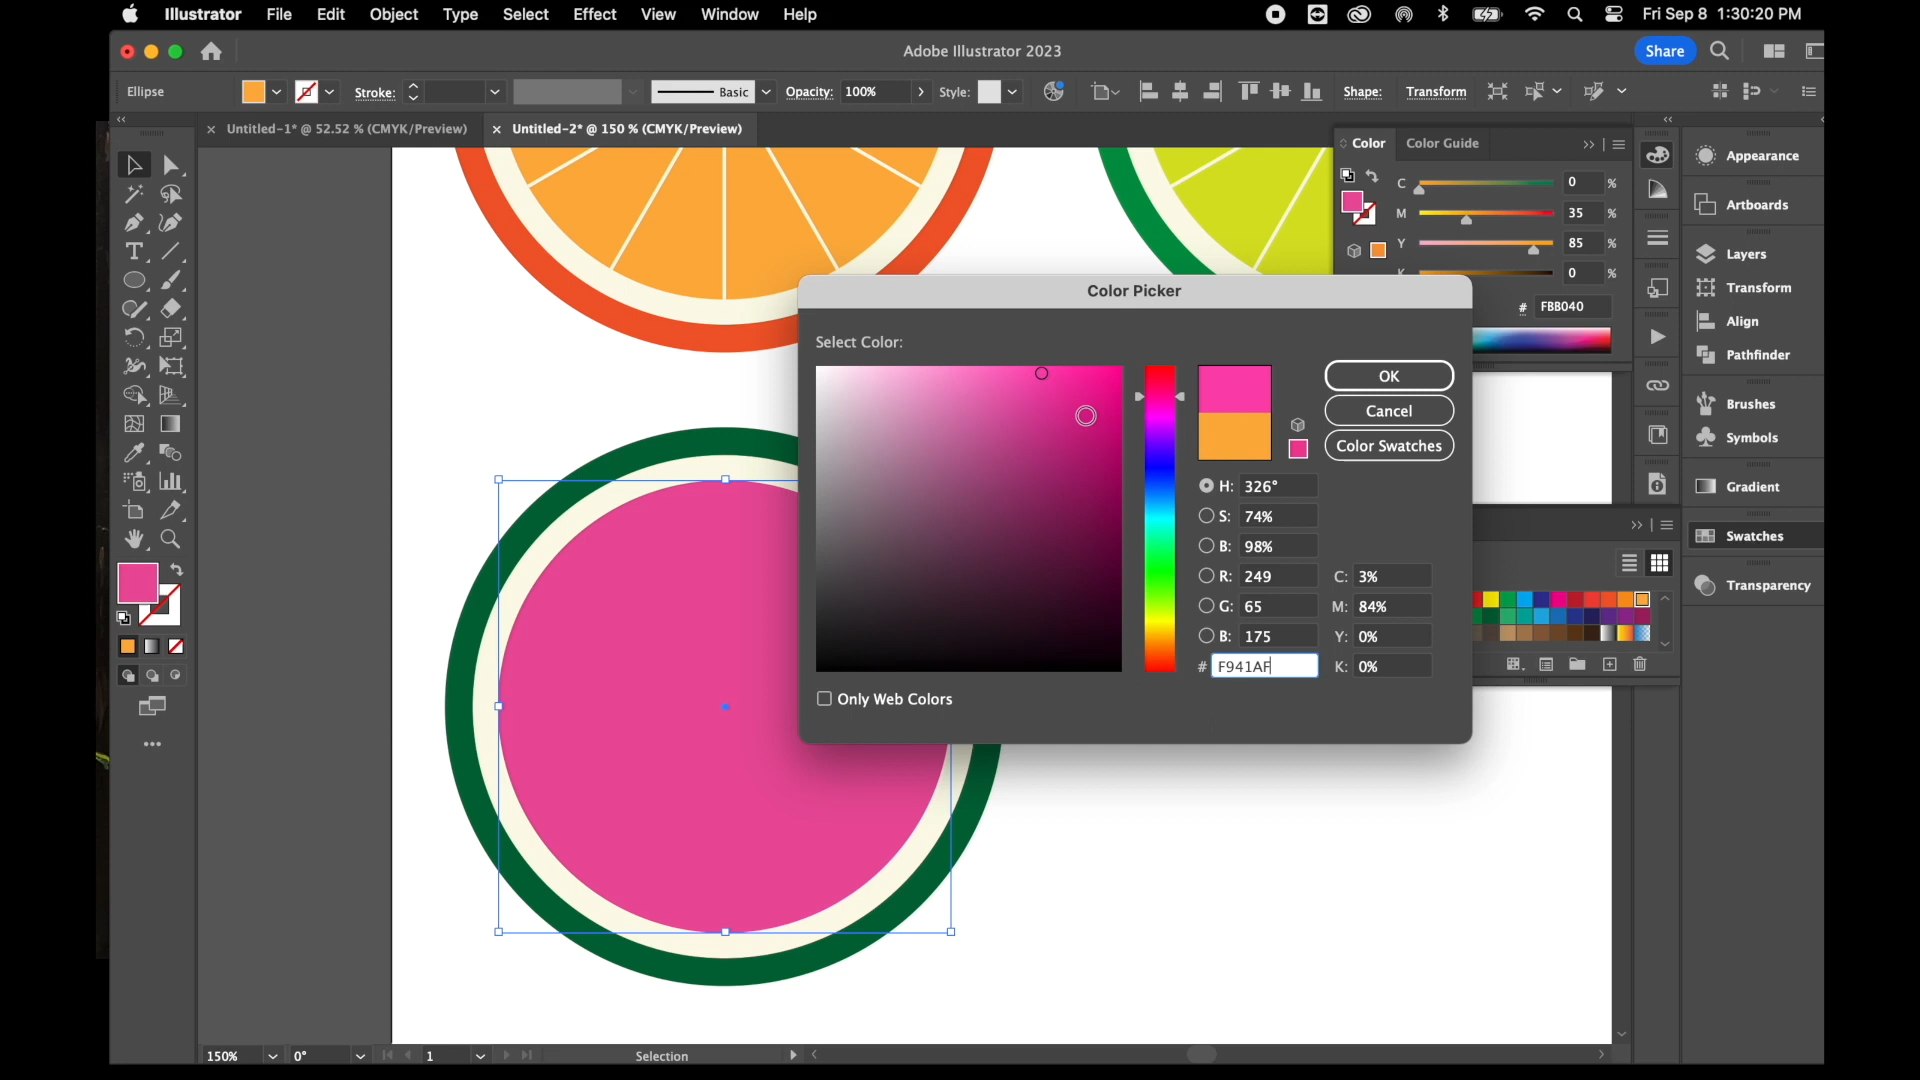 Illustrator File Edit Object Type Select Effect View Window Help Fri Sep 8 1:30:20 PM
Adobe Illustrator 2023 Share
Ellipse Stroke: Basic Opacity: 100% Style: Shape: Transform
Untitled-1* @ 52.52 % (CMYK/Preview) Untitled-2* @ 150 % (CMYK/Preview)
Color Color Guide
C 0 %
M 35 %
Y 85 %
K 0 %
# FBB040
Appearance
Artboards
Layers
Transform
Align
Pathfinder
Brushes
Symbols
Gradient
Swatches
Transparency
Color Picker
Select Color:
OK
Cancel
Color Swatches
H: 326°
S: 74%
B: 98%
R: 249 C: 3%
G: 65 M: 84%
B: 175 Y: 0%
# F941AF K: 0%
Only Web Colors
150% 0° 1 Selection